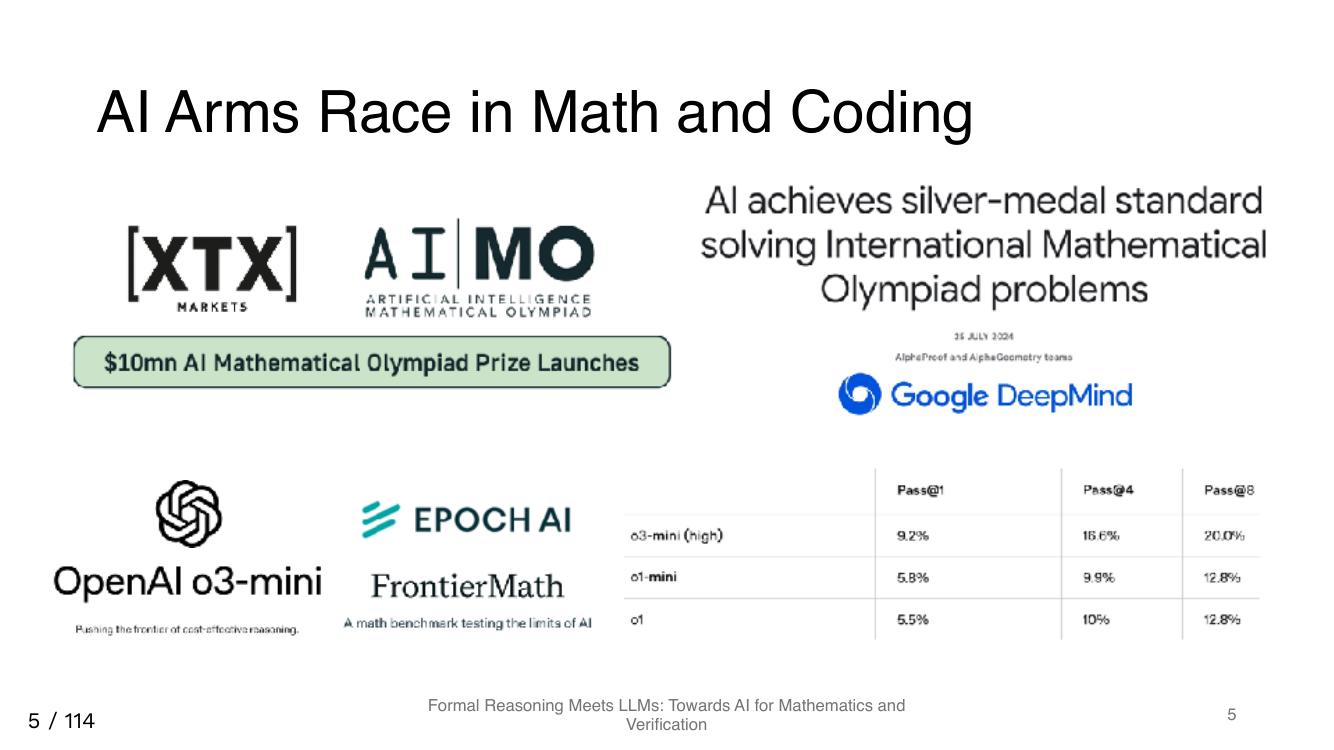 AI Arms Race in Math and Coding
[XTX]
MARKETS
AI|MO
ARTIFICIAL INTELLIGENCE
MATHEMATICAL OLYMPIAD
$10mn AI Mathematical Olympiad Prize Launches
AI achieves silver-medal standard
solving International Mathematical
Olympiad problems
25 JULY 2024
AlphaProof and AlphaGeometry teams
Google DeepMind
OpenAI o3-mini
Pushing the frontier of cost-effective reasoning.
EPOCH AI
FrontierMath
A math benchmark testing the limits of AI
Pass@1 Pass@4 Pass@8
o3-mini (high) 9.2% 16.6% 20.0%
o1-mini 5.8% 9.9% 12.8%
o1 5.5% 10% 12.8%
5 / 114
Formal Reasoning Meets LLMs: Towards AI for Mathematics and
Verification
5